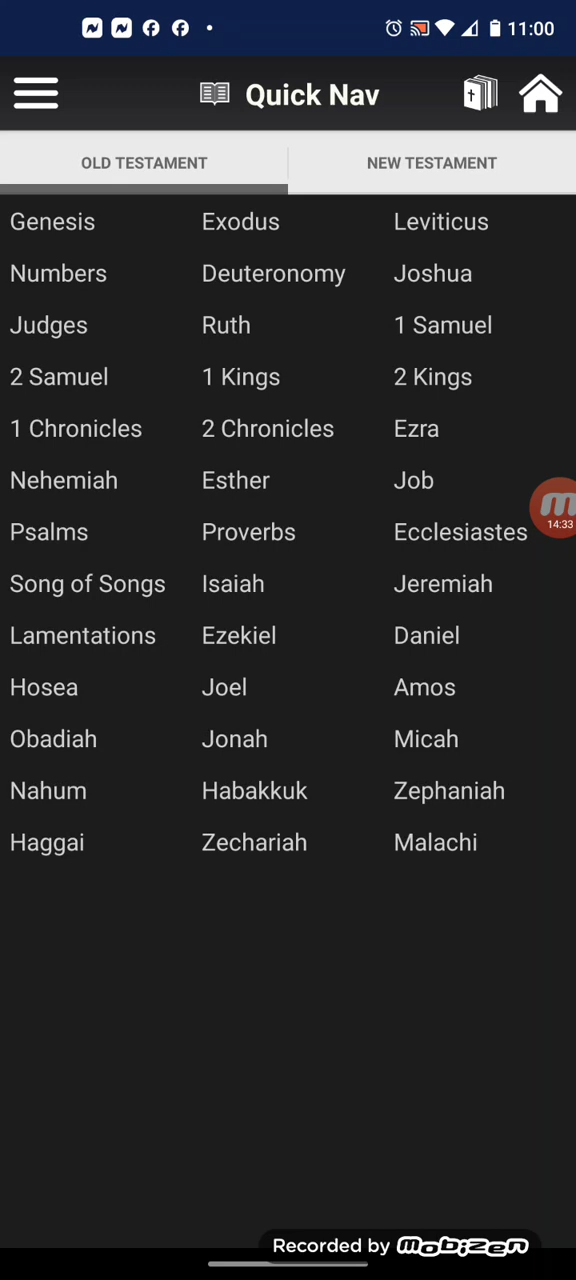 11:00
Quick Nav
OLD TESTAMENT NEW TESTAMENT
Genesis Exodus Leviticus
Numbers Deuteronomy Joshua
Judges Ruth 1 Samuel
2 Samuel 1 Kings 2 Kings
1 Chronicles 2 Chronicles Ezra
Nehemiah Esther Job
14:33
Psalms Proverbs Ecclesiastes
Song of Songs Isaiah Jeremiah
Lamentations Ezekiel Daniel
Hosea Joel Amos
Obadiah Jonah Micah
Nahum Habakkuk Zephaniah
Haggai Zechariah Malachi
Recorded by mobizen